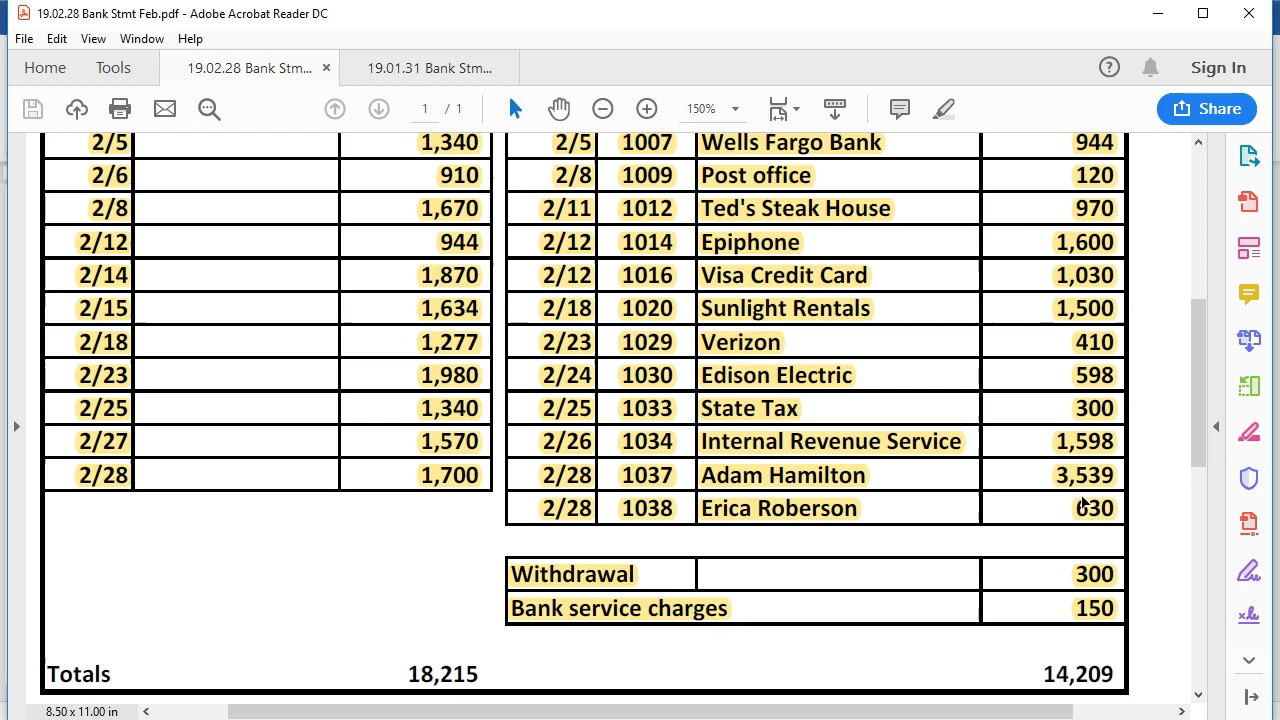 19.02.28 Bank Stmt Feb.pdf - Adobe Acrobat Reader DC
File Edit View Window Help
Home Tools 19.02.28 Bank Stm... × 19.01.31 Bank Stm... Sign In
1 / 1 150% Share
2/5 1,340 2/5 1007 Wells Fargo Bank 944
2/6 910 2/8 1009 Post office 120
2/8 1,670 2/11 1012 Ted's Steak House 970
2/12 944 2/12 1014 Epiphone 1,600
2/14 1,870 2/12 1016 Visa Credit Card 1,030
2/15 1,634 2/18 1020 Sunlight Rentals 1,500
2/18 1,277 2/23 1029 Verizon 410
2/23 1,980 2/24 1030 Edison Electric 598
2/25 1,340 2/25 1033 State Tax 300
2/27 1,570 2/26 1034 Internal Revenue Service 1,598
2/28 1,700 2/28 1037 Adam Hamilton 3,539
2/28 1038 Erica Roberson 630
Withdrawal 300
Bank service charges 150
Totals 18,215 14,209
8.50 x 11.00 in